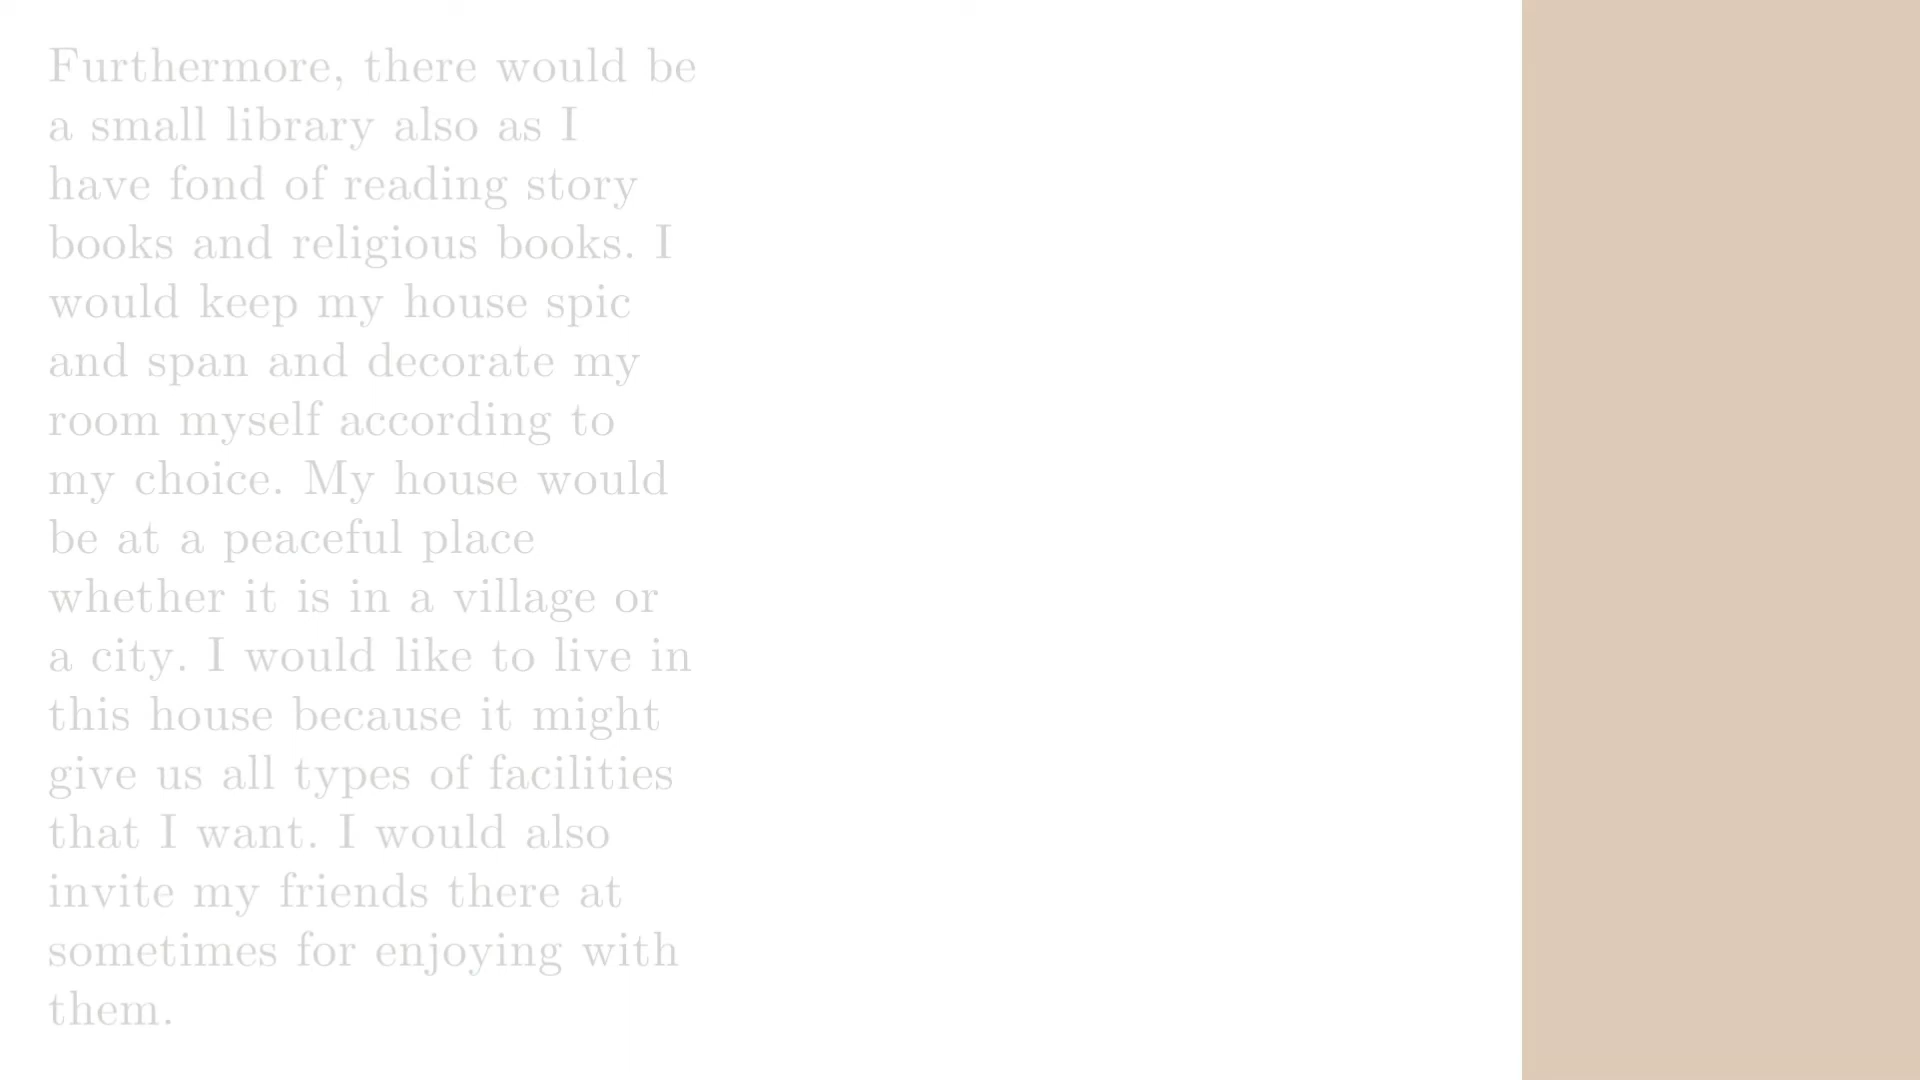 Furthermore, there would be
a small library also as I
have fond of reading story
books and religious books. I
would keep my house spic
and span and decorate my
room myself according to
my choice. My house would
be at a peaceful place
whether it is in a village or
a city. I would like to live in
this house because it might
give us all types of facilities
that I want. I would also
invite my friends there at
sometimes for enjoying with
them.